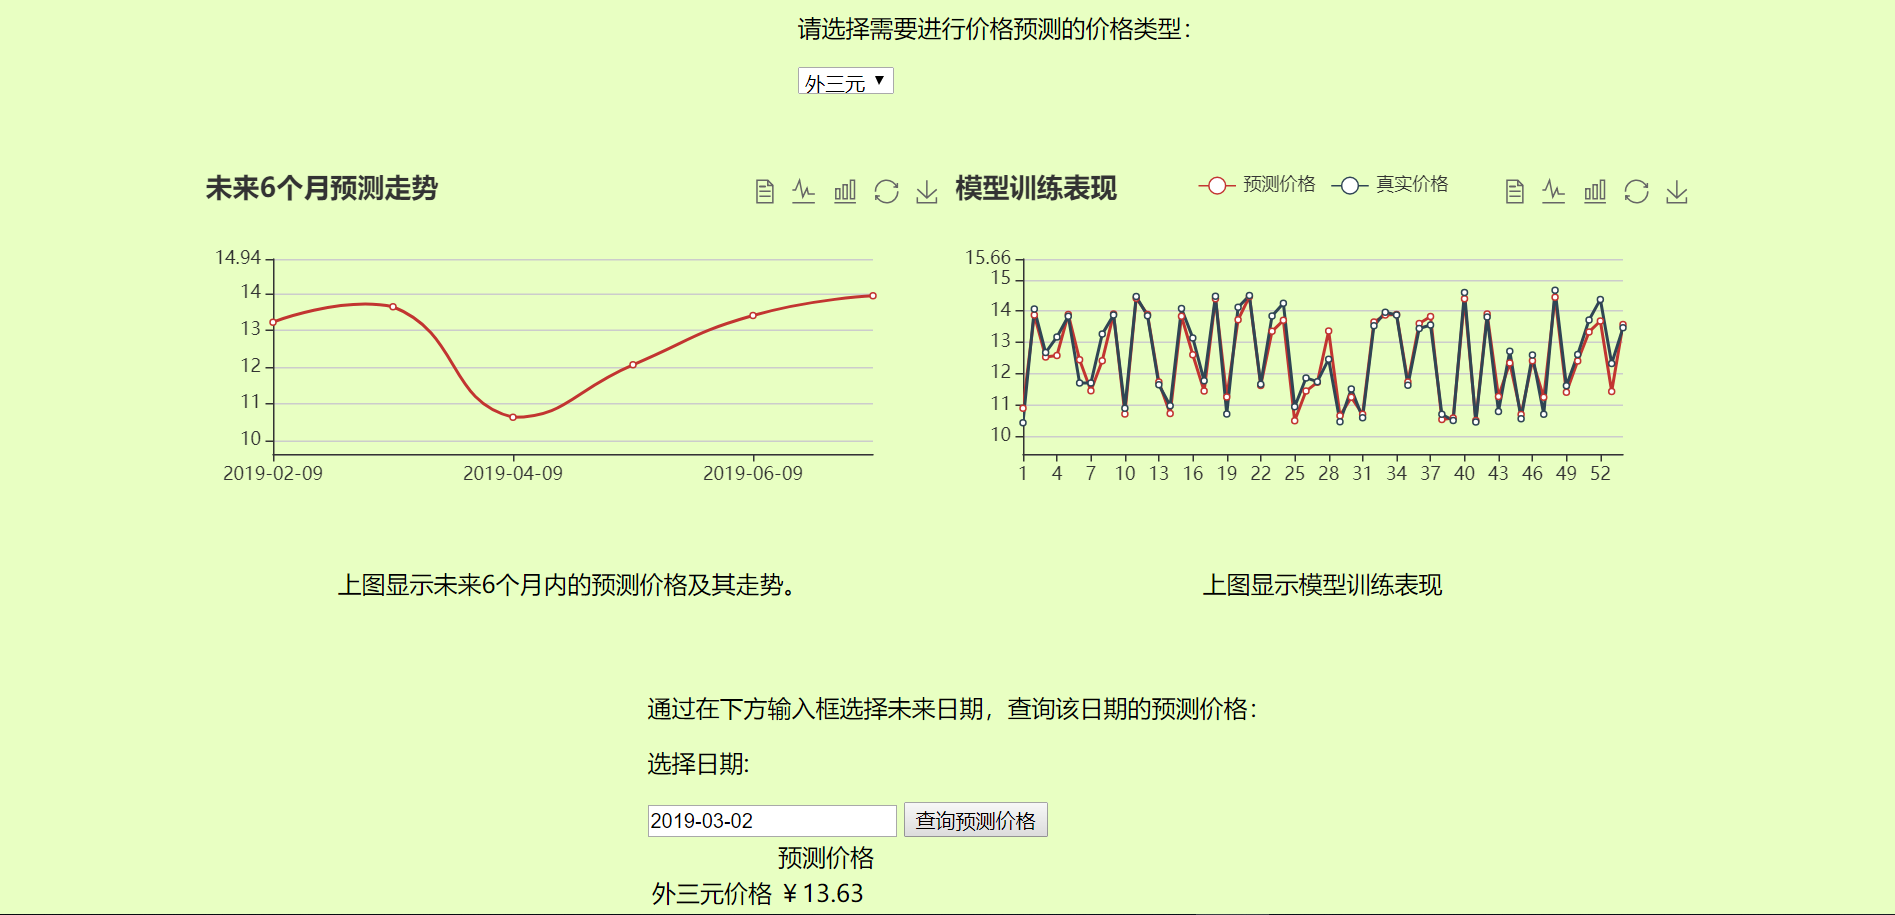 请选择需要进行价格预测的价格类型：
外三元
未来6个月预测走势
14.94
14
13
12
11
10
2019-02-09 2019-04-09 2019-06-09
模型训练表现 预测价格 真实价格
15.66
15
14
13
12
11
10
1 4 7 10 13 16 19 22 25 28 31 34 37 40 43 46 49 52
上图显示未来6个月内的预测价格及其走势。
上图显示模型训练表现
通过在下方输入框选择未来日期，查询该日期的预测价格：
选择日期:
2019-03-02 查询预测价格
预测价格
外三元价格 ¥13.63